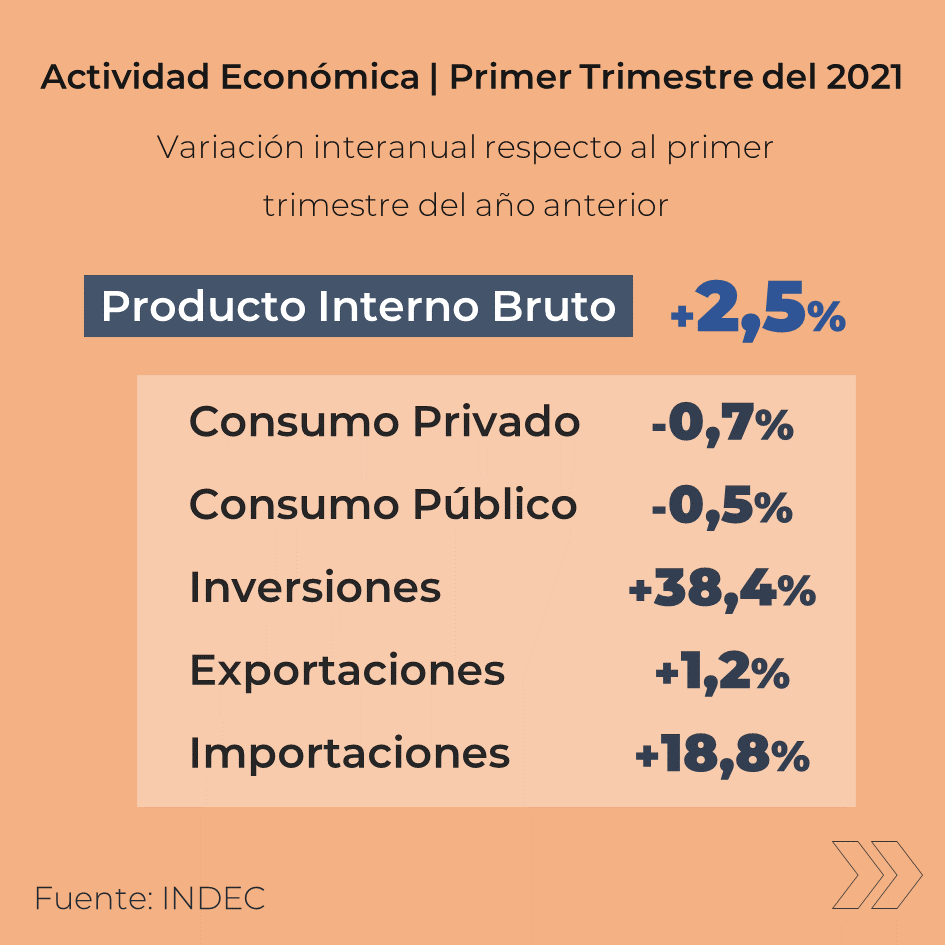 Actividad Económica | Primer Trimestre del 2021
Variación interanual respecto al primer
trimestre del año anterior
Producto Interno Bruto +2,5%
Consumo Privado -0,7%
Consumo Público -0,5%
Inversiones +38,4%
Exportaciones +1,2%
Importaciones +18,8%
Fuente: INDEC